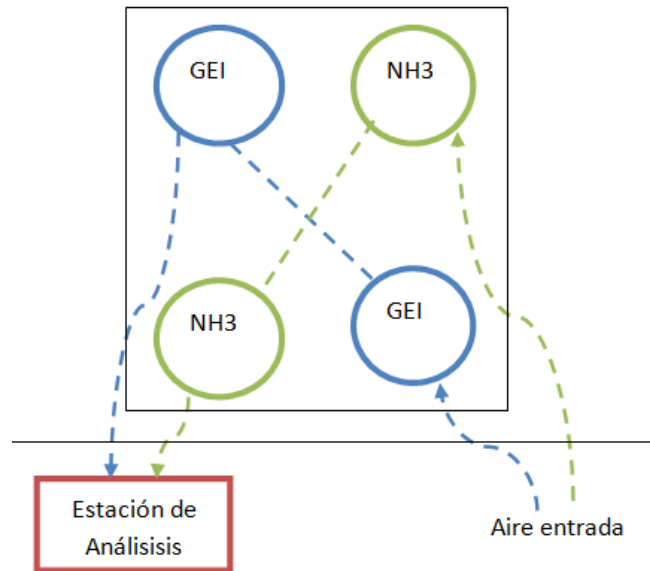 GEI
NH3
NH3
GEI
Estación de
Análisisis
Aire entrada